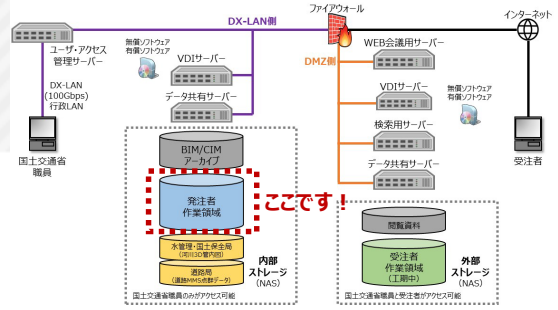 ファイアウォール
インターネット
DX-LAN側
ユーザ・アクセス
管理サーバー
無償ソフトウェア
有償ソフトウェア
VDIサーバー
WEB会議用サーバー
DMZ側
DX-LAN
(100Gbps)
行政LAN
データ共有サーバー
VDIサーバー
無償ソフトウェア
有償ソフトウェア
検索用サーバー
国土交通省
職員
BIM/CIM
アーカイブ
データ共有サーバー
受注者
発注者
作業領域
ここです！
閲覧資料
水管理・国土保全局
(河川3D管内図)
道路局
(道路MMS点群データ)
内部
ストレージ
(NAS)
受注者
作業領域
(工期中)
外部
ストレージ
(NAS)
国土交通省職員のみがアクセス可能
国土交通省職員と受注者がアクセス可能